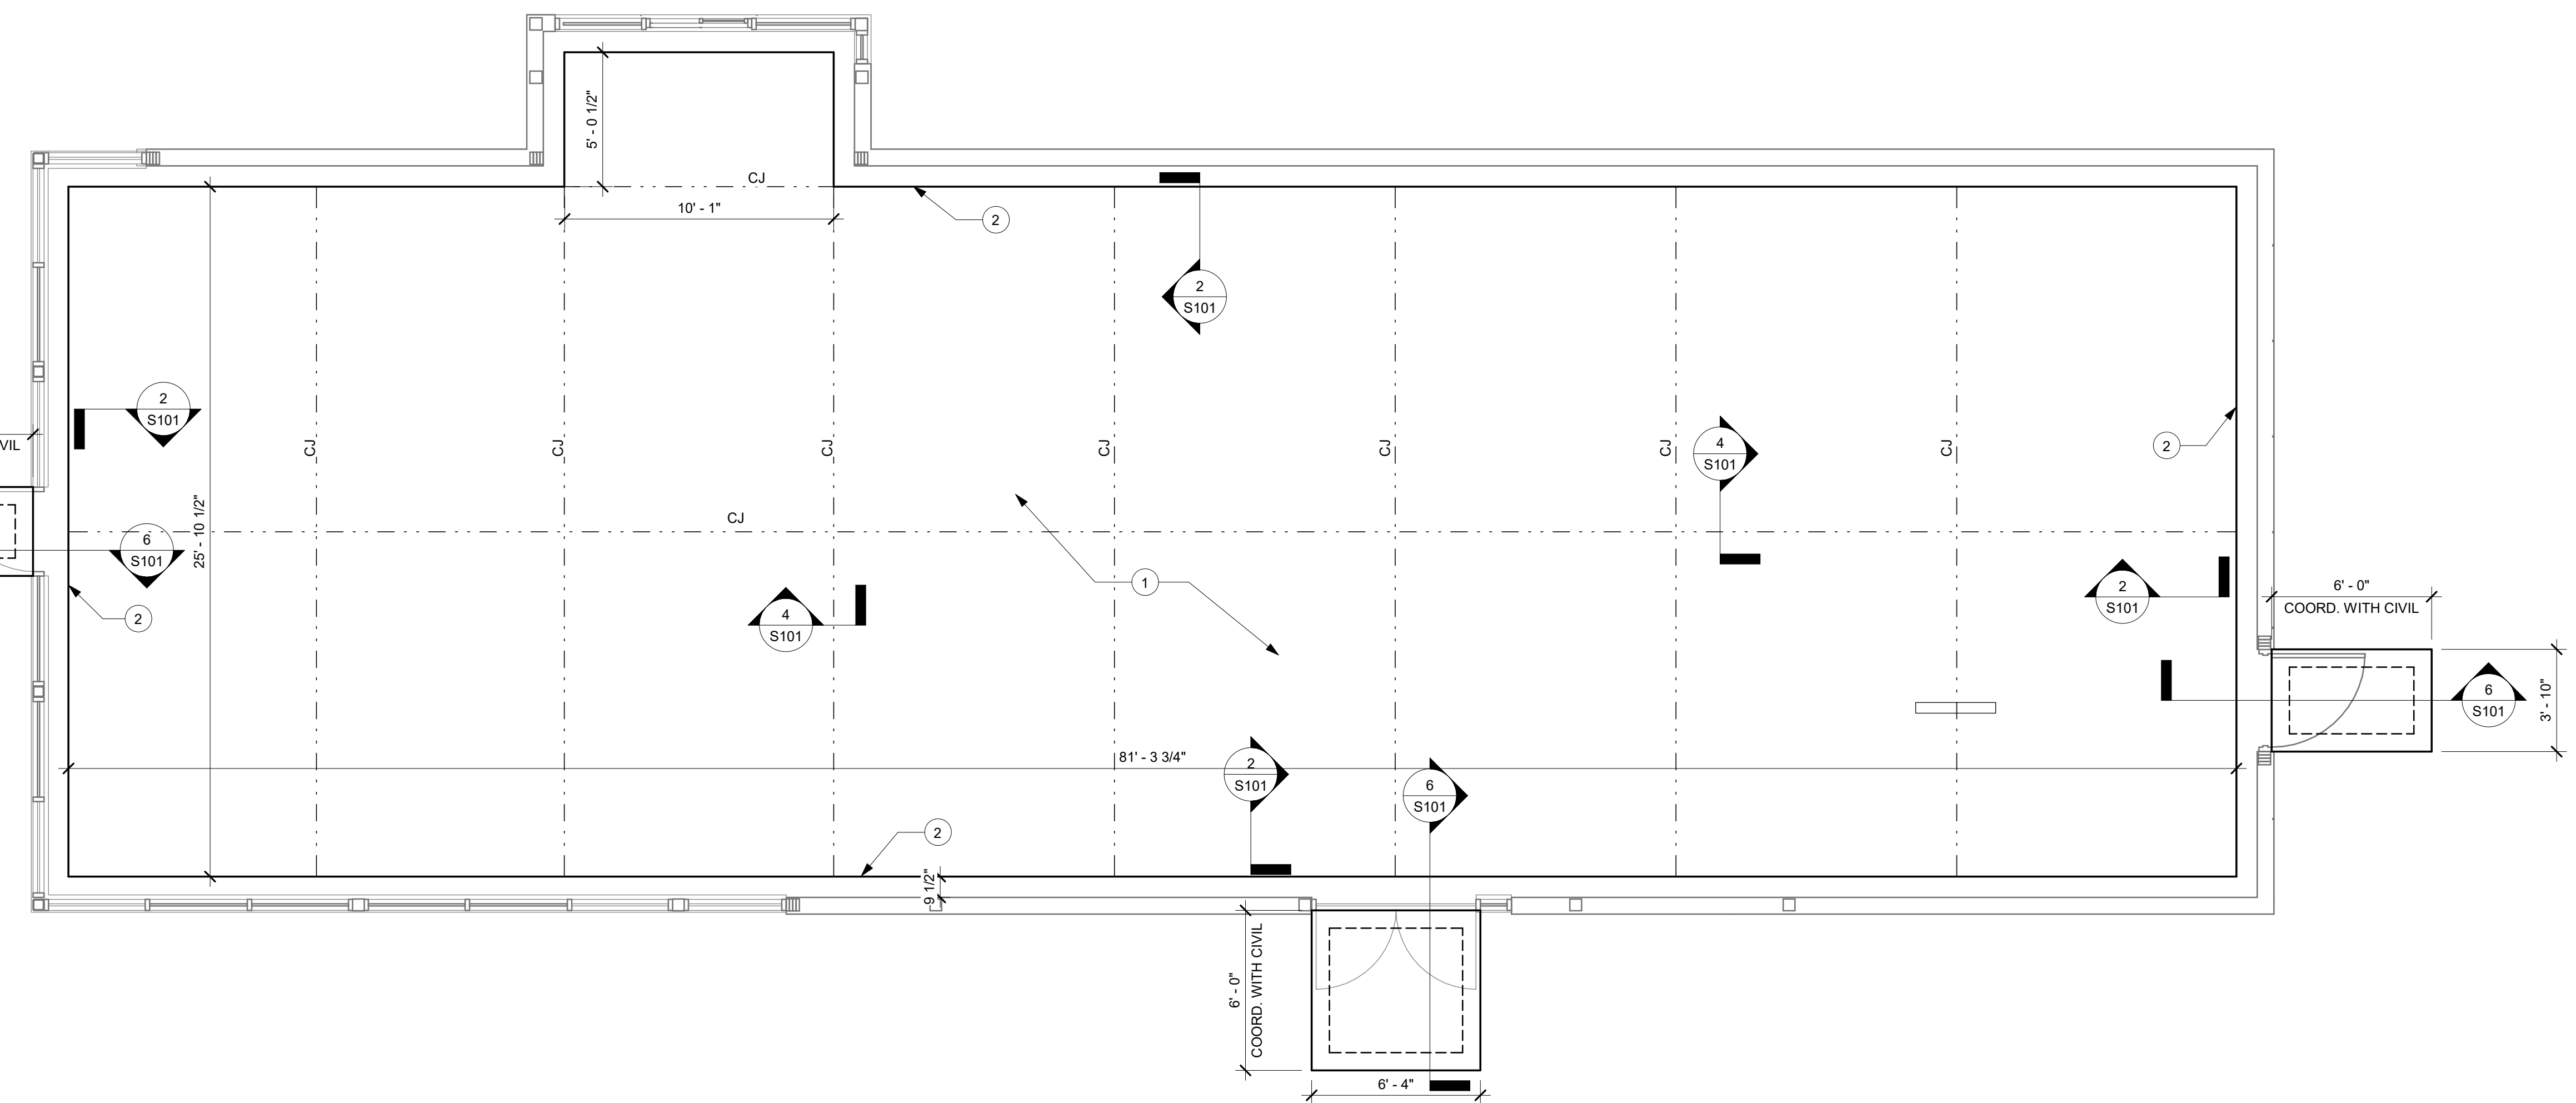 5' - 0 1/2"
CJ
10' - 1"
2
2
S101
2
S101
VIL
CJ
CJ
CJ
CJ
CJ
CJ
CJ
4
S101
2
CJ
25' - 10 1/2"
6
S101
1
2
4
S101
2
S101
6' - 0"
COORD. WITH CIVIL
3' - 10"
6
S101
81' - 3 3/4"
2
S101
6
S101
2
9 1/2"
6' - 0"
COORD. WITH CIVIL
6' - 4"